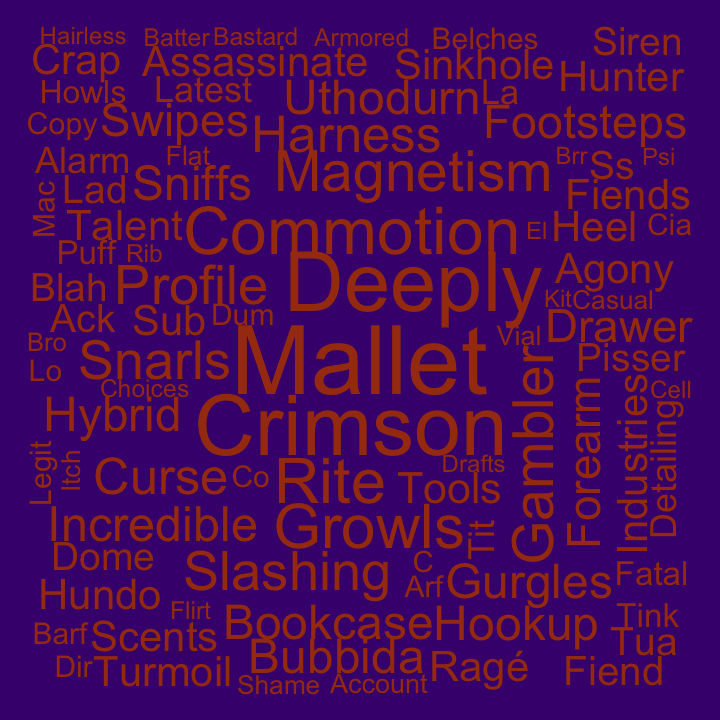 Hairless Batter Bastard Armored Belches Siren
Crap Assassinate Sinkhole Hunter
Howls Latest Uthodurn La
Copy Swipes Harness Footsteps
Alarm Flat Magnetism Brr Ss Psi
Mac Lad Sniffs Fiends
Talent Commotion El Heel Cia
Puff Rib
Blah Profile Deeply Agony
Kit Casual
Ack Sub Dum Vial Drawer
Bro Snarls Mallet Pisser
Lo Choices Cell
Hybrid Crimson Gambler Forearm Industries Detailing
Legit Itch Curse Co Rite Drafts Tools
Incredible Growls Tit
Dome Slashing C
Hundo Arf Gurgles Fatal
Flirt Bookcase Hookup Tink
Barf Scents Tua
Dir Turmoil Bubbida Ragé Fiend
Shame Account